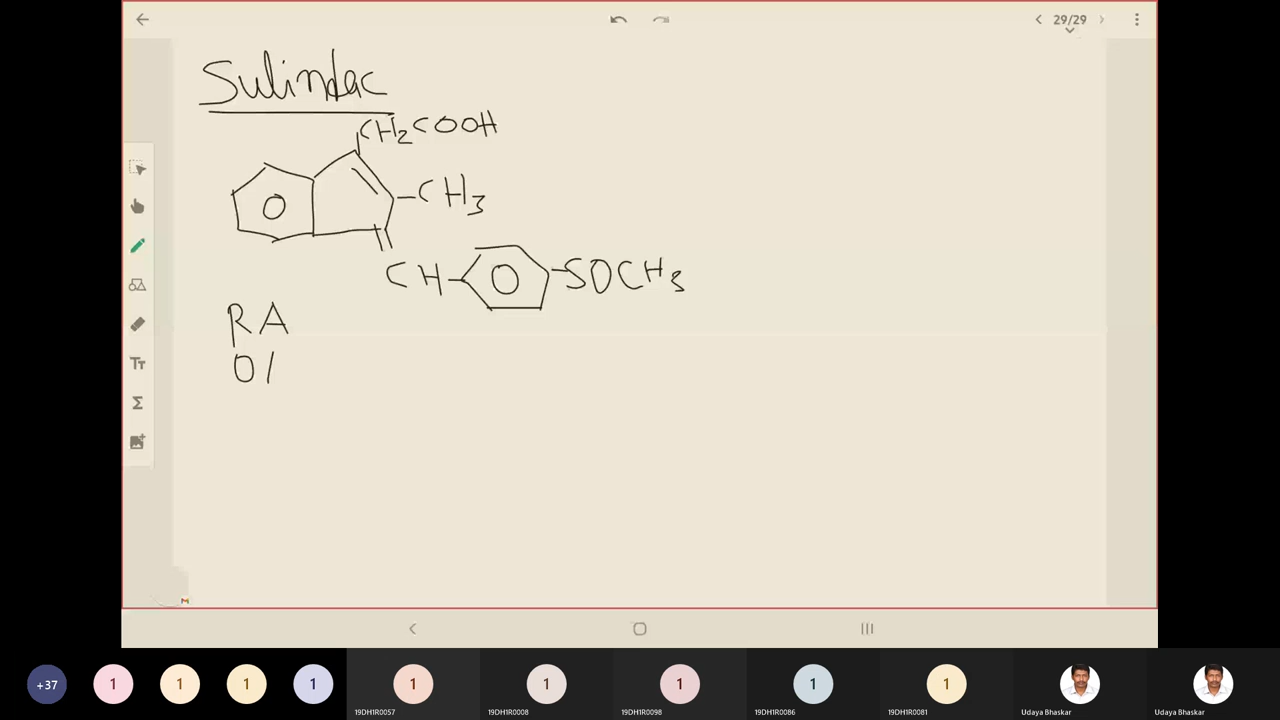 29/29
Sulindac
CH2COOH
-CH3
CH
-SOCH3
RA
O
TT
Σ
+37
1
1
1
1
1
1
1
1
1
19DH1R0057
19DH1R0008
19DH1R0098
19DH1R0086
19DH1R0081
Udaya Bhaskar
Udaya Bhaskar